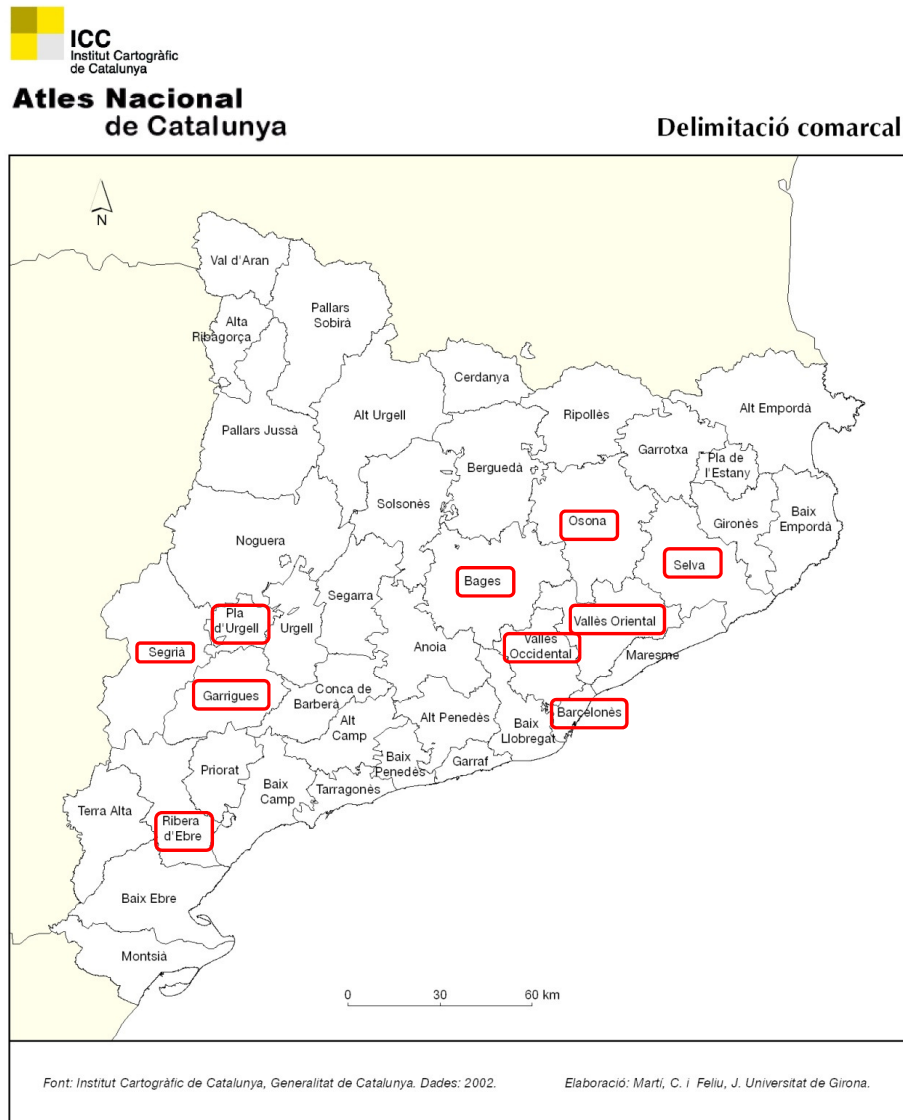 ICC
Institut Cartogràfic
de Catalunya
Atles Nacional
de Catalunya
Delimitació comarcal
N
Val d'Aran
Pallars
Sobirà
Alta
Ribagorça
Cerdanya
Alt Urgell
Ripollès
Alt Empordà
Pallars Jussà
Garrotxa
Pla de
l'Estany
Berguedà
Solsonès
Osona
Gironès
Baix
Empordà
Noguera
Selva
Bages
Segarra
Pla
d'Urgell
Urgell
Vallès Oriental
Segrià
Anoia
Vallès
Occidental
Maresme
Garrigues
Conca de
Barberà
Alt
Camp
Alt Penedès
Barcelonès
Baix
Llobregat
Priorat
Baix
Penedès
Garraf
Baix
Camp
Tarragonès
Terra Alta
Ribera
d'Ebre
Baix Ebre
Montsià
0 30 60 km
Font: Institut Cartogràfic de Catalunya, Generalitat de Catalunya. Dades: 2002.
Elaboració: Martí, C. i Feliu, J. Universitat de Girona.